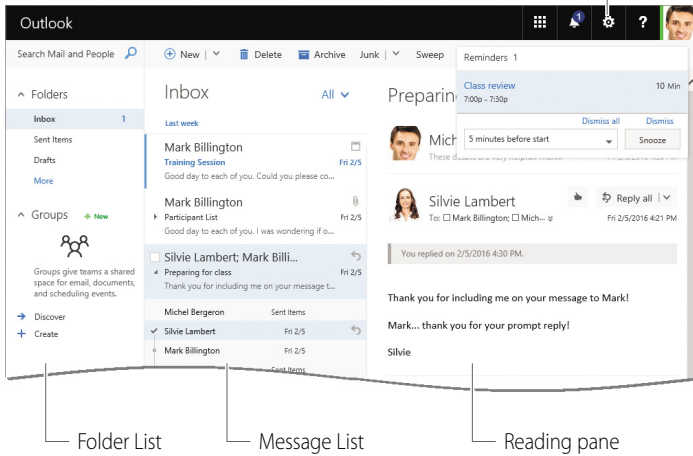 Outlook
1
?
Search Mail and People
New
Delete
Archive
Junk
Sweep
Reminders 1
Class review
10 Min
7:00p - 7:30p
Dismiss all
Dismiss
5 minutes before start
Snooze
Folders
Inbox 1
Sent Items
Drafts
More
Groups
New
Groups give teams a shared
space for email, documents,
and scheduling events.
Discover
Create
Inbox
All
Last week
Mark Billington
Training Session
Fri 2/5
Good day to each of you. Could you please co...
Mark Billington
Participant List
Fri 2/5
Good day to each of you. I was wondering if o...
Silvie Lambert; Mark Billi...
Preparing for class
Fri 2/5
Thank you for including me on your message t...
Michel Bergeron Sent Items
Silvie Lambert Fri 2/5
Mark Billington Fri 2/5
Sent Items
Silvie Lambert
To: Mark Billington; Mich...
Reply all
Fri 2/5/2016 4:21 PM
You replied on 2/5/2016 4:30 PM.
Thank you for including me on your message to Mark!
Mark... thank you for your prompt reply!
Silvie
Folder List
Message List
Reading pane